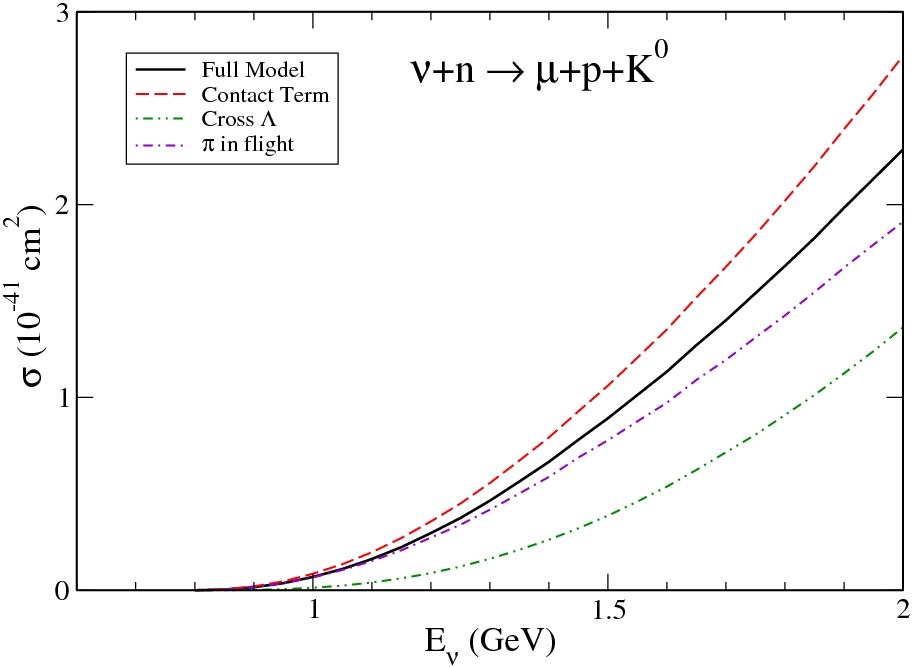 3
ν+n → μ+p+K⁰
Full Model
Contact Term
Cross Λ
π in flight
2
σ (10⁻⁴¹ cm²)
1
0
1
1.5
2
Eᵥ (GeV)